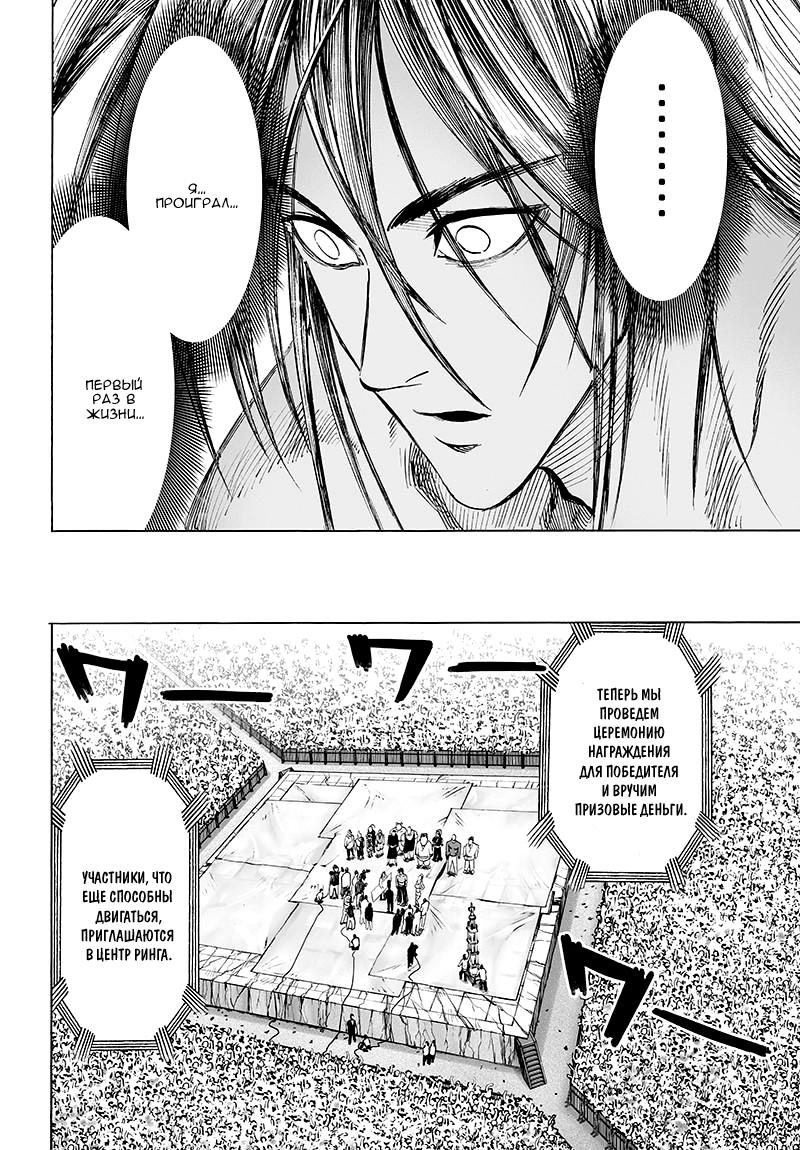 .........
Я...
ПРОИГРАЛ...
ПЕРВЫЙ
РАЗ В
ЖИЗНИ...
ワー
ワー
ТЕПЕРЬ МЫ
ПРОВЕДЕМ
ЦЕРЕМОНИЮ
НАГРАЖДЕНИЯ
ДЛЯ ПОБЕДИТЕЛЯ
И ВРУЧИМ
ПРИЗОВЫЕ ДЕНЬГИ.
УЧАСТНИКИ, ЧТО
ЕЩЕ СПОСОБНЫ
ДВИГАТЬСЯ,
ПРИГЛАШАЮТСЯ
В ЦЕНТР РИНГА.
ワー